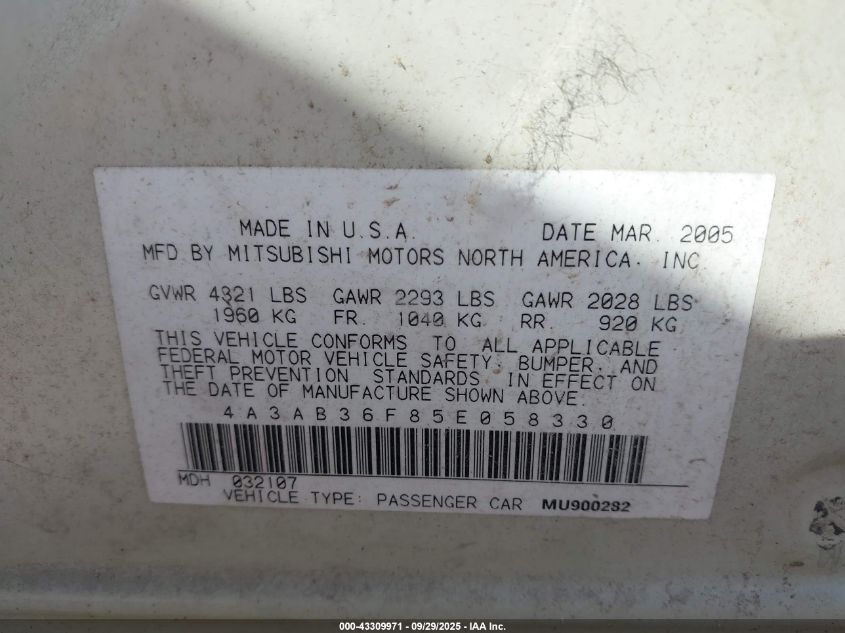 MADE IN U.S.A. DATE MAR. 2005
MFD BY MITSUBISHI MOTORS NORTH AMERICA. INC
GVWR 4321 LBS GAWR 2293 LBS GAWR 2028 LBS
1960 KG FR. 1040 KG RR. 920 KG
THIS VEHICLE CONFORMS TO ALL APPLICABLE
FEDERAL MOTOR VEHICLE SAFETY, BUMPER, AND
THEFT PREVENTION STANDARDS IN EFFECT ON
THE DATE OF MANUFACTURE SHOWN ABOVE.
4A3AB36F85E058330
MDH 032107
VEHICLE TYPE: PASSENGER CAR MU900282
000-43309971 - 09/29/2025 - IAA Inc.